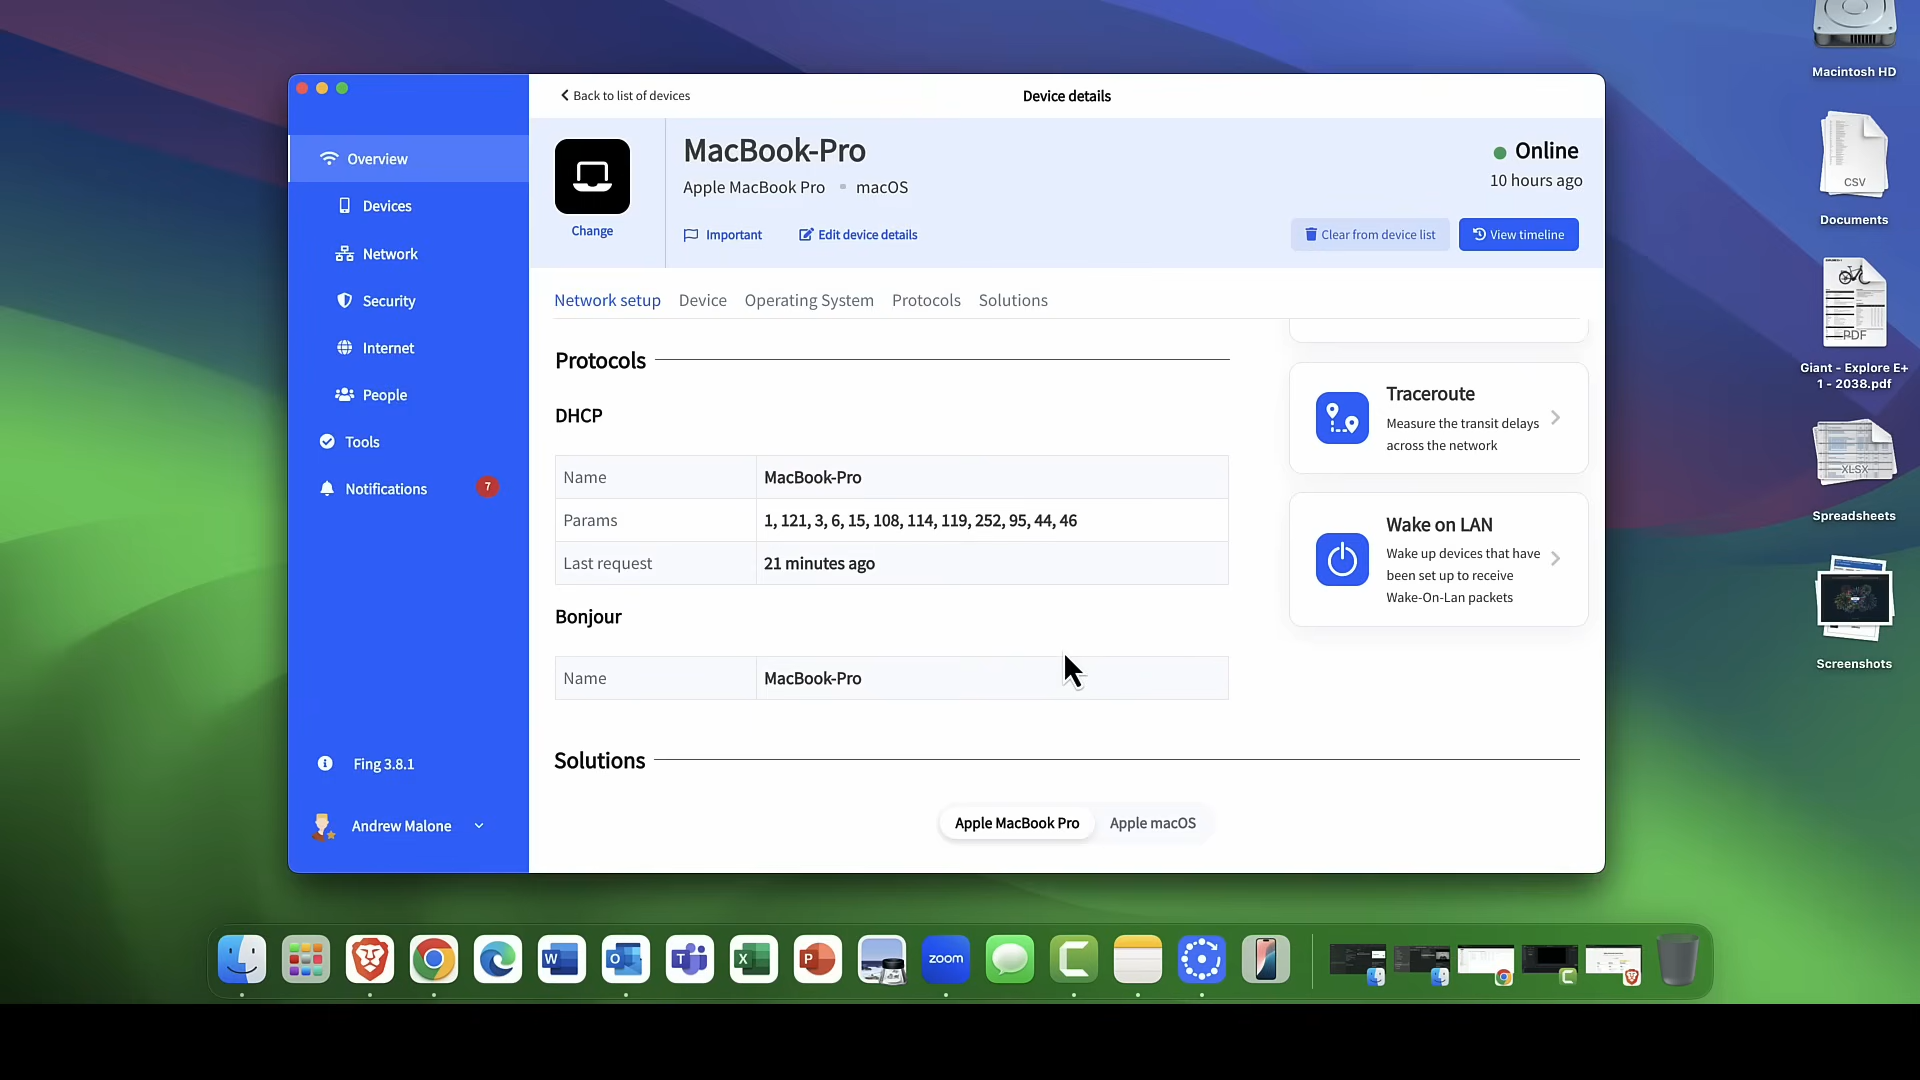 Macintosh HD
Back to list of devices
Device details
Overview
Devices
Network
Security
Internet
People
Tools
Notifications
7
Fing 3.8.1
Andrew Malone
Change
MacBook-Pro
Apple MacBook Pro
macOS
Important
Edit device details
Online
10 hours ago
Clear from device list
View timeline
Network setup
Device
Operating System
Protocols
Solutions
Protocols
DHCP
Name
MacBook-Pro
Params
1, 121, 3, 6, 15, 108, 114, 119, 252, 95, 44, 46
Last request
21 minutes ago
Bonjour
Name
MacBook-Pro
Solutions
Apple MacBook Pro
Apple macOS
Traceroute
Measure the transit delays
across the network
Wake on LAN
Wake up devices that have
been set up to receive
Wake-On-Lan packets
CSV
Documents
PDF
Giant - Explore E+
1 - 2038.pdf
XLSX
Spreadsheets
Screenshots
W
O
T
X
P
zoom